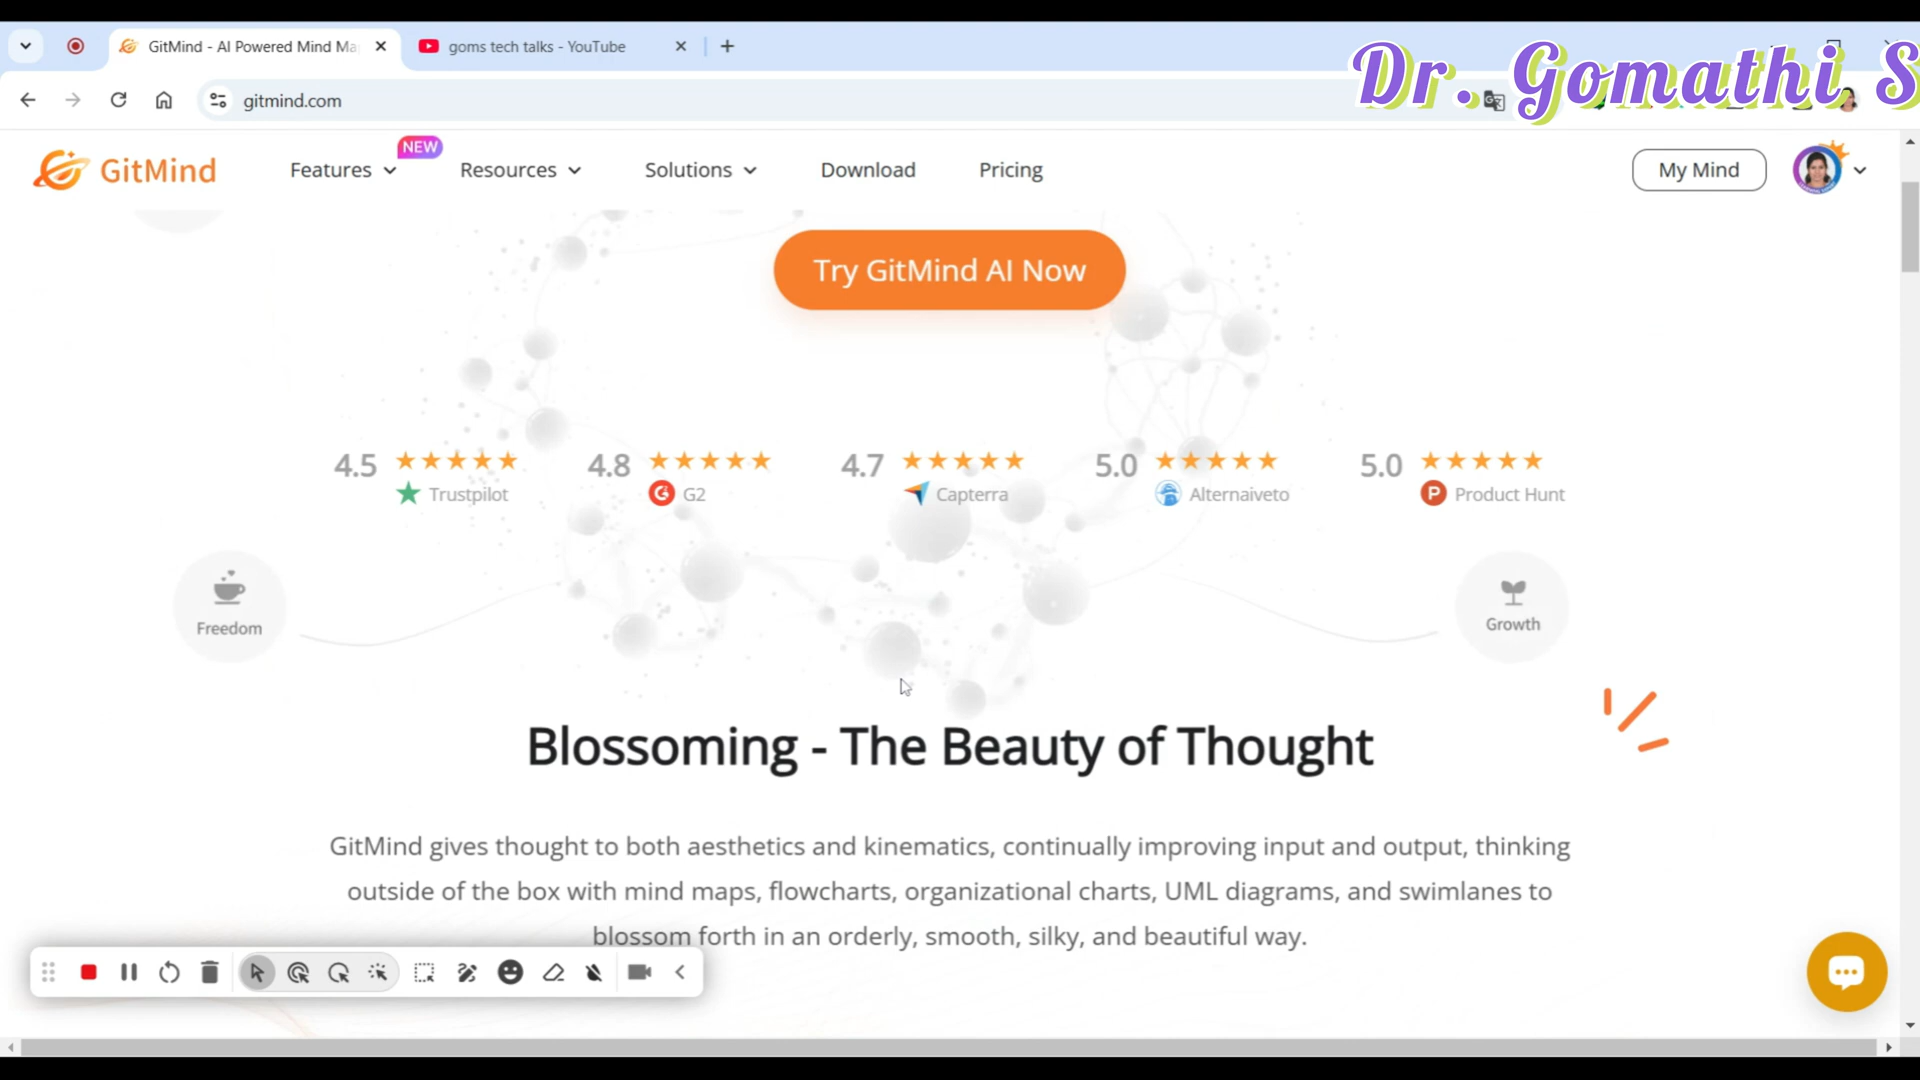 GitMind - AI Powered Mind Ma
goms tech talks - YouTube
Dr. Gomathi S
gitmind.com
GitMind
Features
NEW
Resources
Solutions
Download
Pricing
My Mind
Try GitMind AI Now
4.5
Trustpilot
4.8
G2
4.7
Capterra
5.0
Alternaiveto
5.0
Product Hunt
Freedom
Growth
Blossoming - The Beauty of Thought
GitMind gives thought to both aesthetics and kinematics, continually improving input and output, thinking
outside of the box with mind maps, flowcharts, organizational charts, UML diagrams, and swimlanes to
blossom forth in an orderly, smooth, silky, and beautiful way.